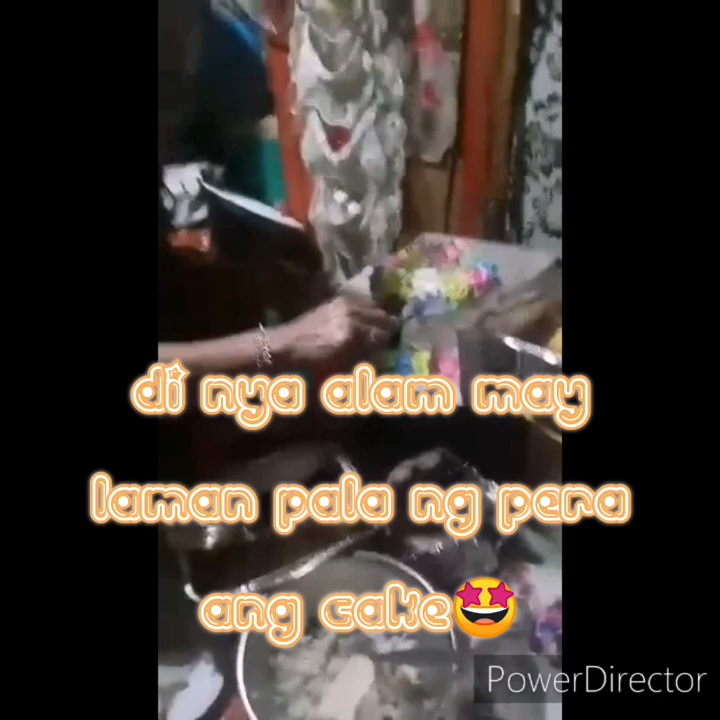 di nya alam may
laman pala ng pera
ang cake🤩
PowerDirector